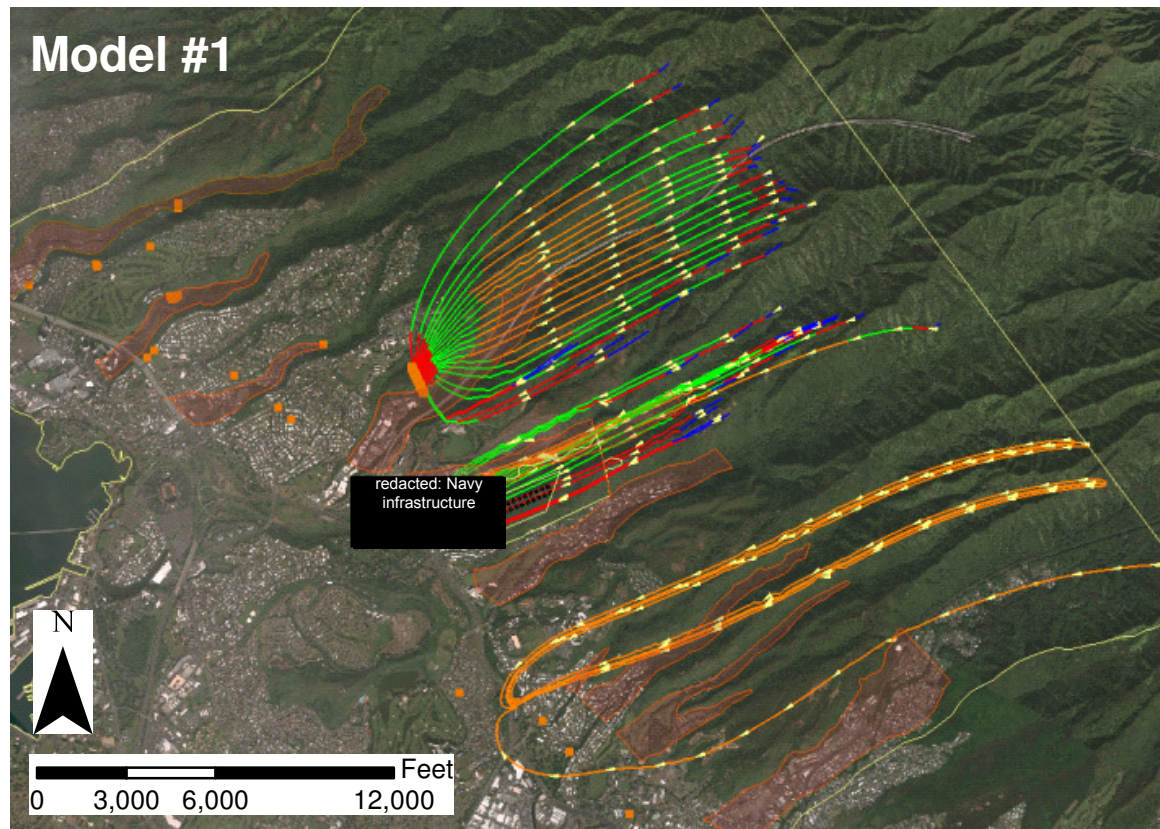 Model #1
redacted: Navy
infrastructure
N
Feet
0 3,000 6,000 12,000